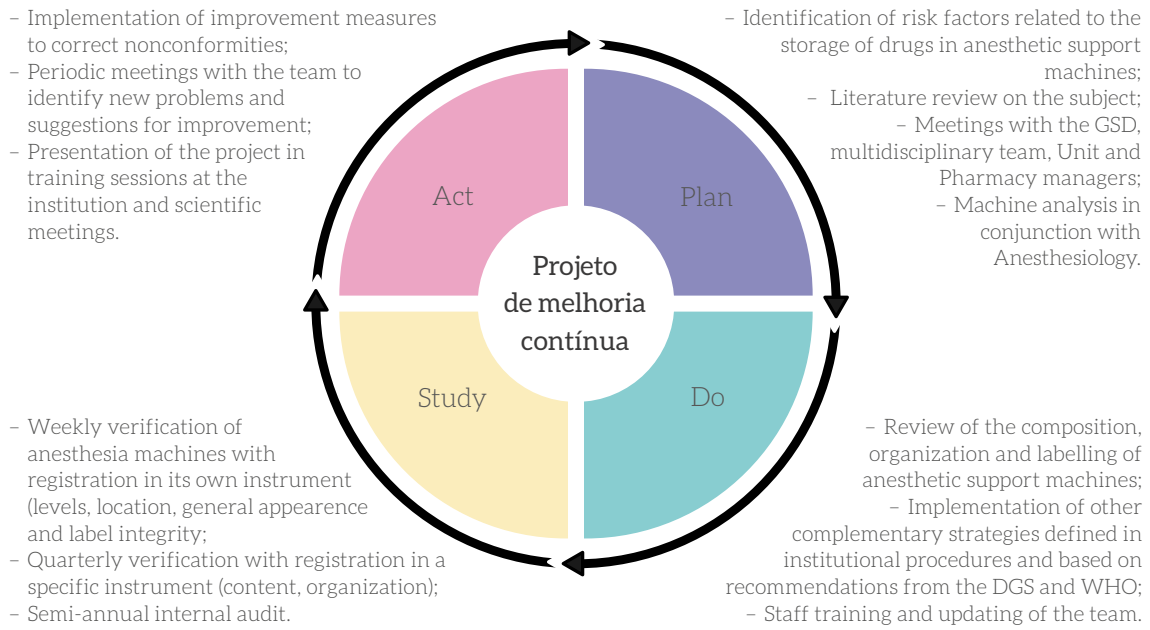 – Implementation of improvement measures
to correct nonconformities;
– Periodic meetings with the team to
identify new problems and
suggestions for improvement;
– Presentation of the project in
training sessions at the
institution and scientific
meetings.
– Identification of risk factors related to the
storage of drugs in anesthetic support
machines;
– Literature review on the subject;
– Meetings with the GSD,
multidisciplinary team, Unit and
Pharmacy managers;
– Machine analysis in
conjunction with
Anesthesiology.
Act
Plan
Projeto
de melhoria
contínua
Study
Do
– Weekly verification of
anesthesia machines with
registration in its own instrument
(levels, location, general appearence
and label integrity;
– Quarterly verification with registration in a
specific instrument (content, organization);
– Semi-annual internal audit.
– Review of the composition,
organization and labelling of
anesthetic support machines;
– Implementation of other
complementary strategies defined in
institutional procedures and based on
recommendations from the DGS and WHO;
– Staff training and updating of the team.